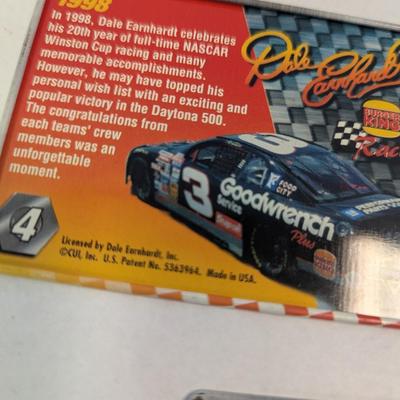 1998
In 1998, Dale Earnhardt celebrates
his 20th year of full-time NASCAR
Winston Cup racing and many
memorable accomplishments.
However, he may have topped his
personal wish list with an exciting and
popular victory in the Daytona 500.
The congratulations from
each teams' crew
members was an
unforgettable
moment.
4
Licensed by Dale Earnhardt, Inc.
©CUI, Inc. U.S. Patent No. 5363964. Made in USA.
Dale Earnhardt
BURGER
KING
Raci
3
FOOD
CITY
Goodwrench
Service
Plus